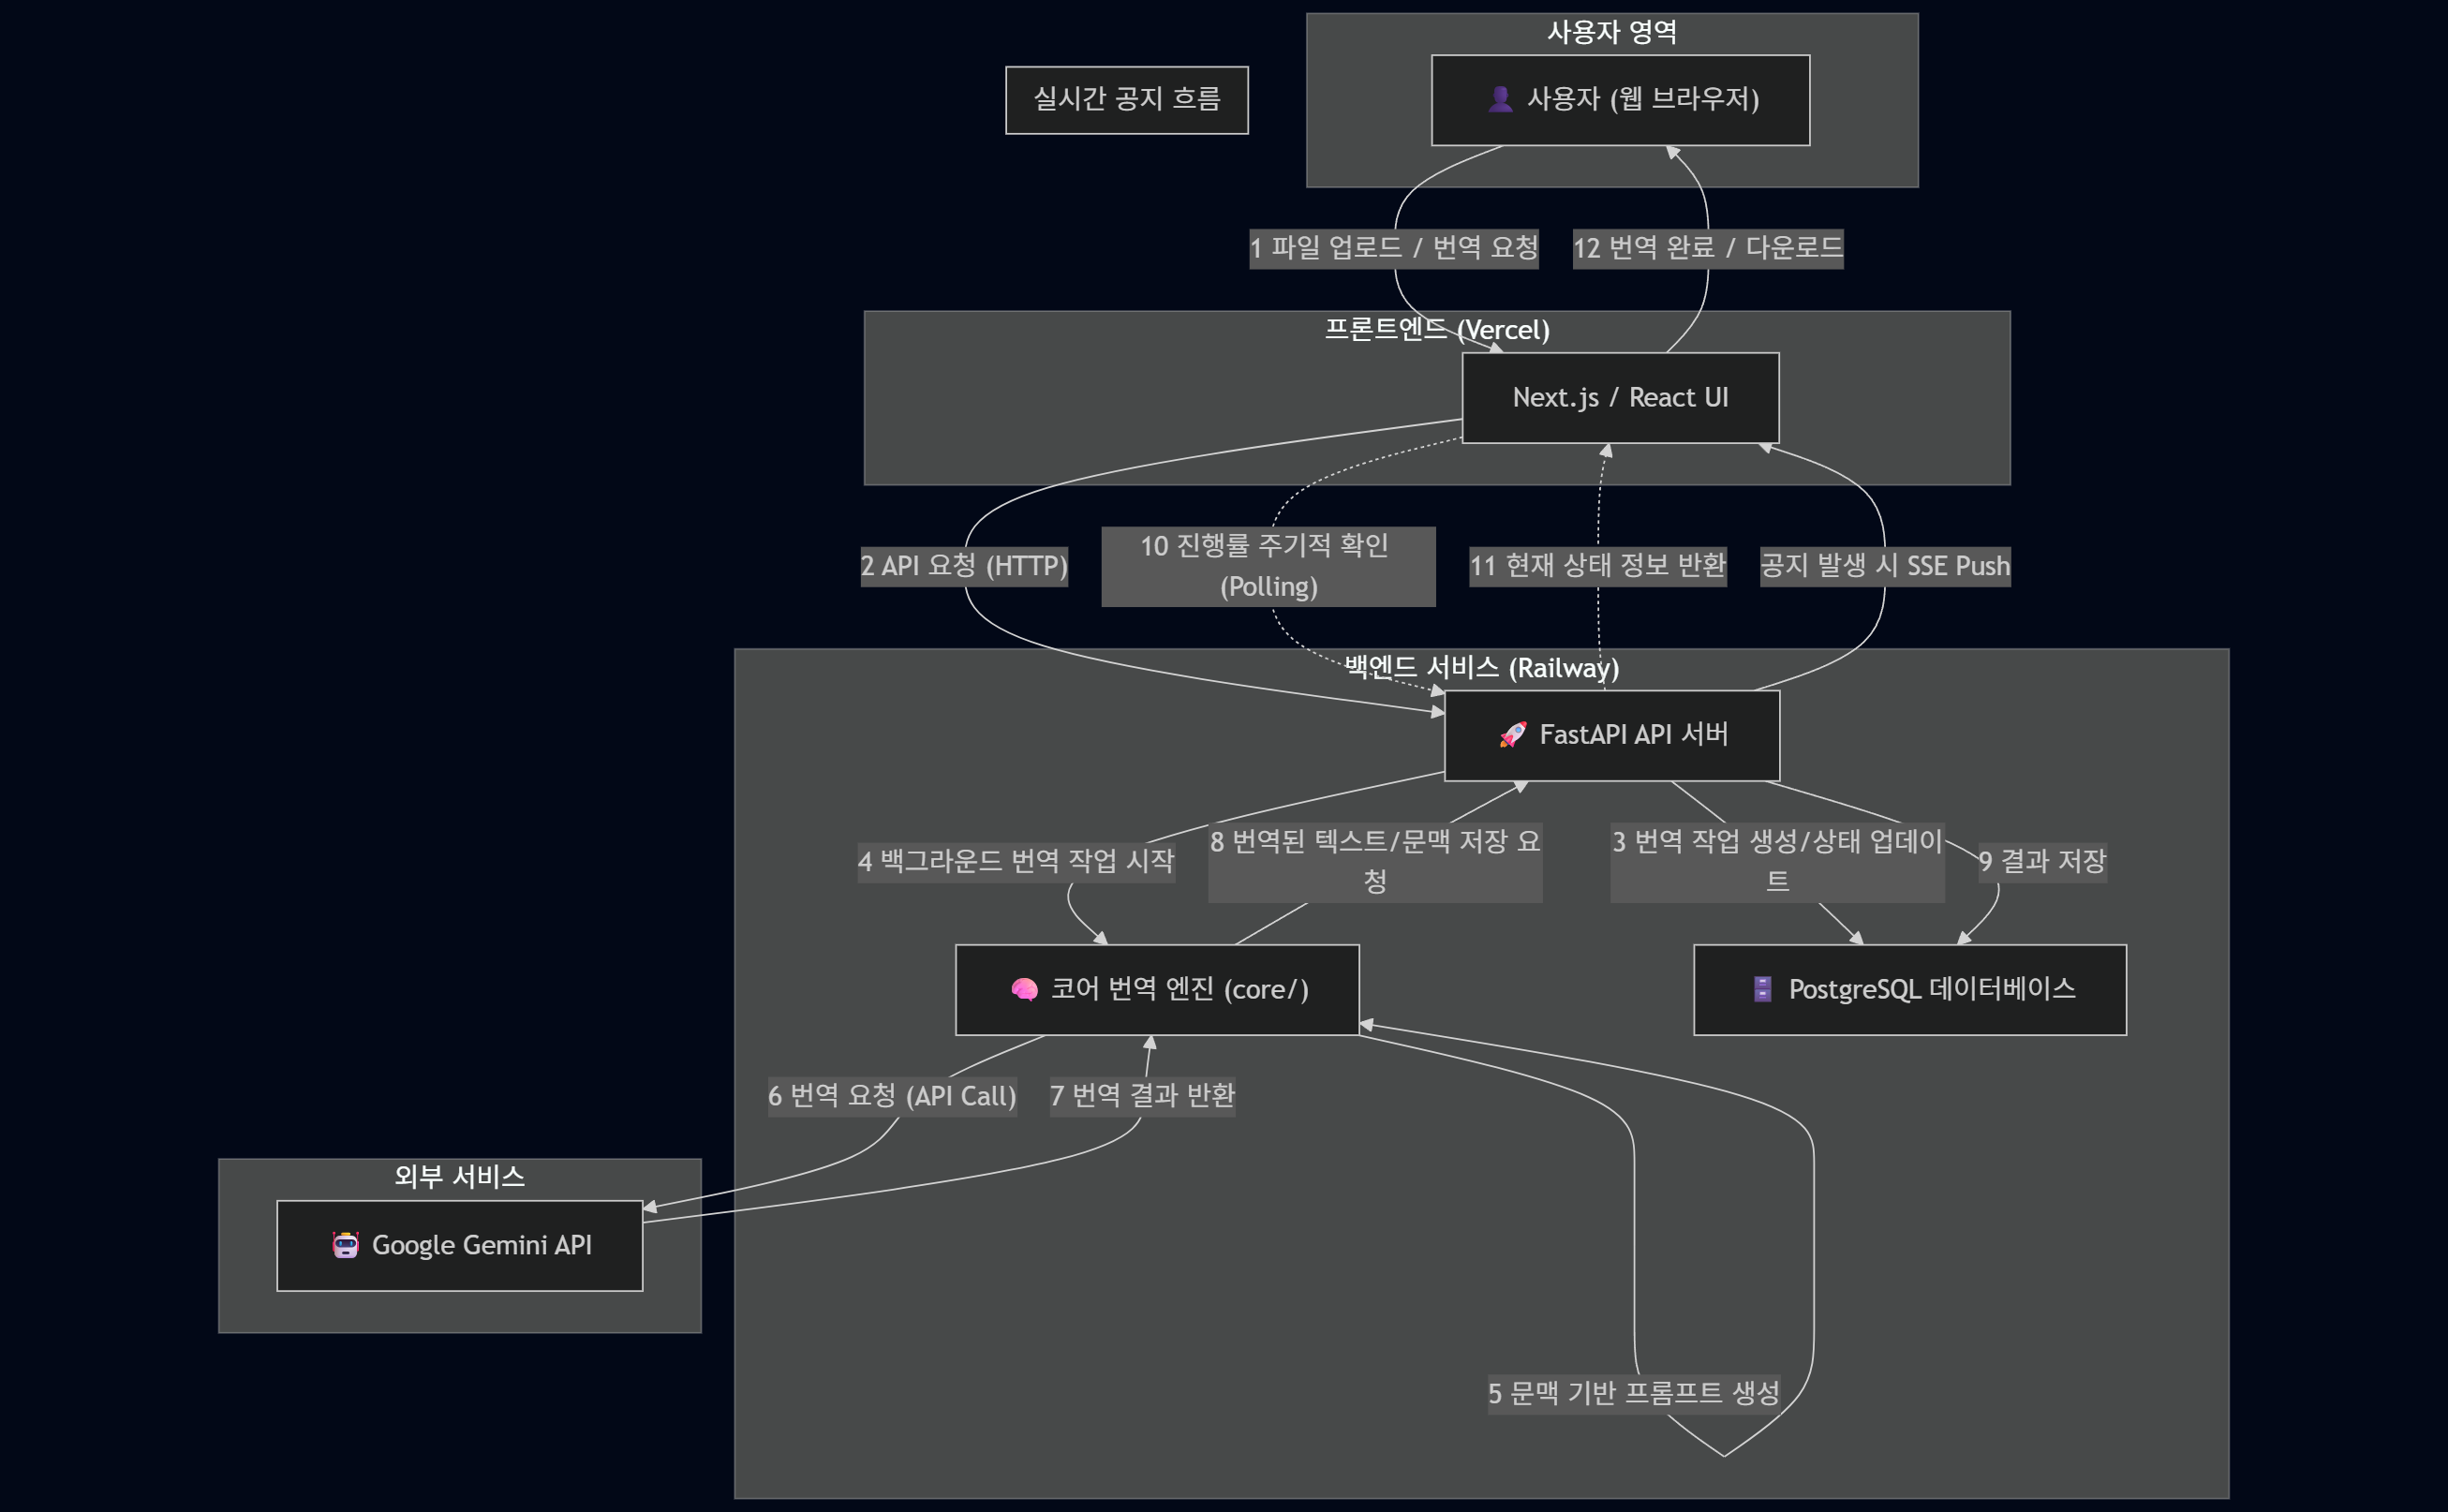 사용자 영역
실시간 공지 흐름
사용자 (웹 브라우저)
1 파일 업로드 / 번역 요청
12 번역 완료 / 다운로드
프론트엔드 (Vercel)
Next.js / React UI
2 API 요청 (HTTP)
10 진행률 주기적 확인
(Polling)
11 현재 상태 정보 반환
공지 발생 시 SSE Push
백엔드 서비스 (Railway)
FastAPI API 서버
4 백그라운드 번역 작업 시작
8 번역된 텍스트/문맥 저장 요
청
3 번역 작업 생성/상태 업데이
트
9 결과 저장
코어 번역 엔진 (core/)
PostgreSQL 데이터베이스
6 번역 요청 (API Call)
7 번역 결과 반환
외부 서비스
Google Gemini API
5 문맥 기반 프롬프트 생성